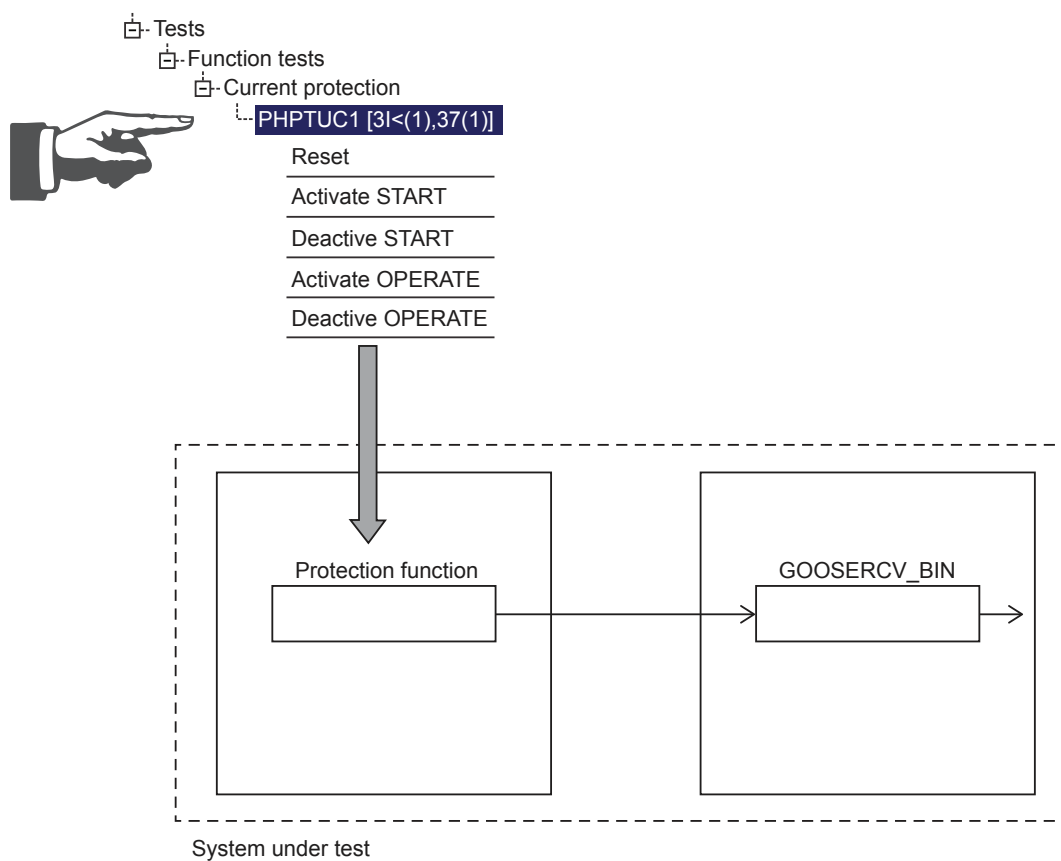 Tests
Function tests
Current protection
PHPTUC1 [3I<(1),37(1)]
Reset
Activate START
Deactive START
Activate OPERATE
Deactive OPERATE
Protection function
GOOSERCV_BIN
System under test